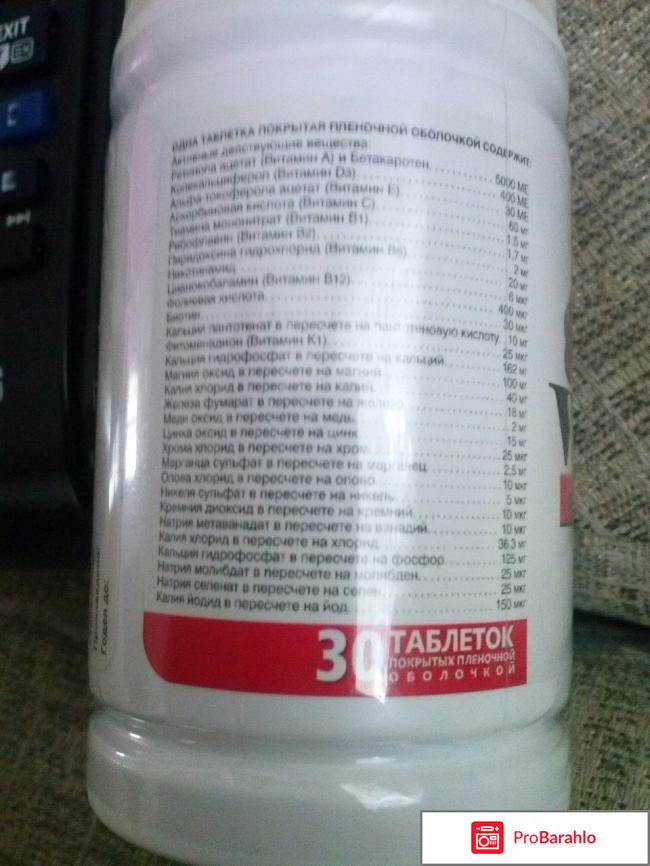 EXIT
ОДНА ТАБЛЕТКА ПОКРЫТАЯ ПЛЕНОЧНОЙ ОБОЛОЧКОЙ СОДЕРЖИТ:
Активные действующие вещества:
Ретинола ацетат (Витамин А) и Бетакаротен 5000 МЕ
Колекальциферол (Витамин D3) 400 МЕ
Альфа токоферола ацетат (Витамин Е) 30 МЕ
Аскорбиновая кислота (Витамин С) 60 мг
Тиамина мононитрат (Витамин В1) 1,5 мг
Рибофлавин (Витамин В2) 1,7 мг
Пиридоксина гидрохлорид (Витамин В6) 2 мг
Никотинамид 20 мг
Цианокобаламин (Витамин В12) 6 мкг
Фолиевая кислота 400 мкг
Биотин 30 мкг
Кальция пантотенат в пересчете на пантотеновую кислоту 10 мг
Фитоменадион (Витамин К1) 25 мкг
Кальция гидрофосфат в пересчете на кальций 162 мг
Магния оксид в пересчете на магний 100 мг
Калия хлорид в пересчете на калий 40 мг
Железа фумарат в пересчете на железо 18 мг
Меди оксид в пересчете на медь 2 мг
Цинка оксид в пересчете на цинк 15 мг
Хрома хлорид в пересчете на хром 25 мкг
Марганца сульфат в пересчете на марганец 2,5 мг
Олова хлорид в пересчете на олово 10 мкг
Никеля сульфат в пересчете на никель 5 мкг
Кремния диоксид в пересчете на кремний 10 мкг
Натрия метаванадат в пересчете на ванадий 10 мкг
Калия хлорид в пересчете на хлорид 36,3 мг
Кальция гидрофосфат в пересчете на фосфор 125 мг
Натрия молибдат в пересчете на молибден 25 мкг
Натрия селенат в пересчете на селен 25 мкг
Калия йодид в пересчете на йод 150 мкг
30 ТАБЛЕТОК
ПОКРЫТЫХ ПЛЕНОЧНОЙ
ОБОЛОЧКОЙ
Годен до:
ProBarahlo